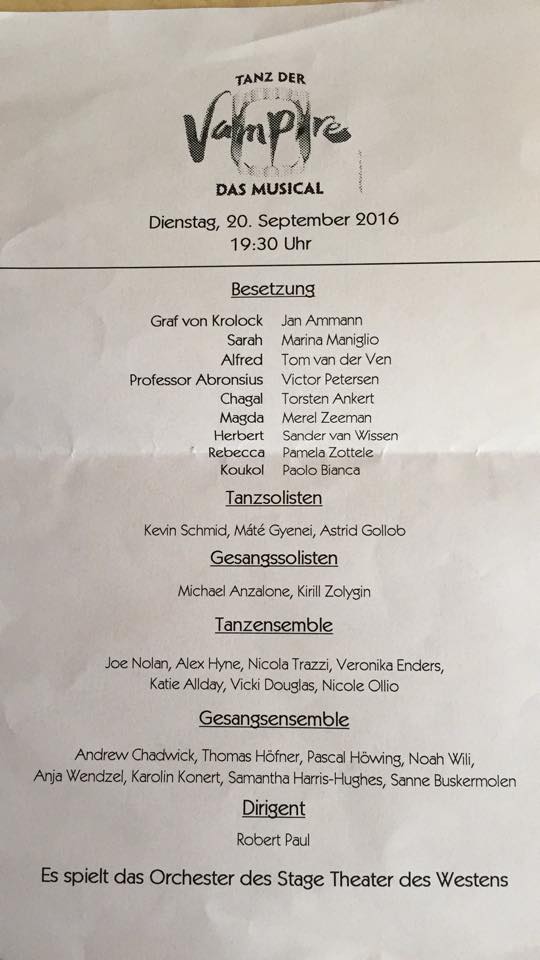 TANZ DER
Vampire
DAS MUSICAL
Dienstag, 20. September 2016
19:30 Uhr
Besetzung
Graf von Krolock Jan Ammann
Sarah Marina Maniglio
Alfred Tom van der Ven
Professor Abronsius Victor Petersen
Chagal Torsten Ankert
Magda Merel Zeeman
Herbert Sander van Wissen
Rebecca Pamela Zottele
Koukol Paolo Bianca
Tanzsolisten
Kevin Schmid, Máté Gyenei, Astrid Gollob
Gesangssolisten
Michael Anzalone, Kirill Zolygin
Tanzensemble
Joe Nolan, Alex Hyne, Nicola Trazzi, Veronika Enders,
Katie Allday, Vicki Douglas, Nicole Ollio
Gesangsensemble
Andrew Chadwick, Thomas Höfner, Pascal Höwing, Noah Wili,
Anja Wendzel, Karolin Konert, Samantha Harris-Hughes, Sanne Buskermolen
Dirigent
Robert Paul
Es spielt das Orchester des Stage Theater des Westens